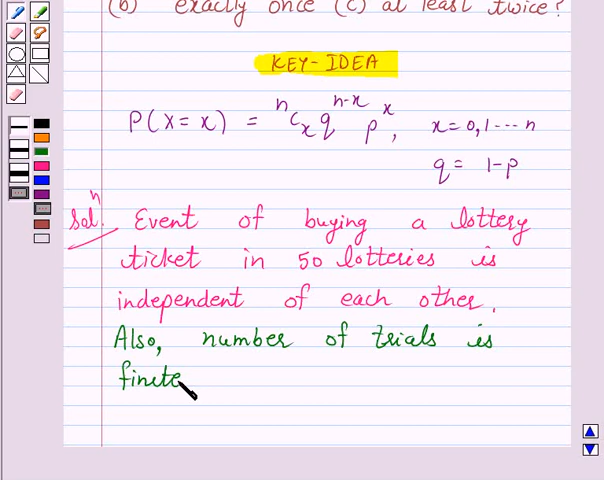 (b) exactly once (c) at least twice?
KEY-IDEA
P(X=x) = ⁿCₓ qⁿ⁻ˣ pˣ, x=0,1----n
q = 1-p
Solⁿ. Event of buying a lottery
ticket in 50 lotteries is
independent of each other.
Also, number of trials is
finite